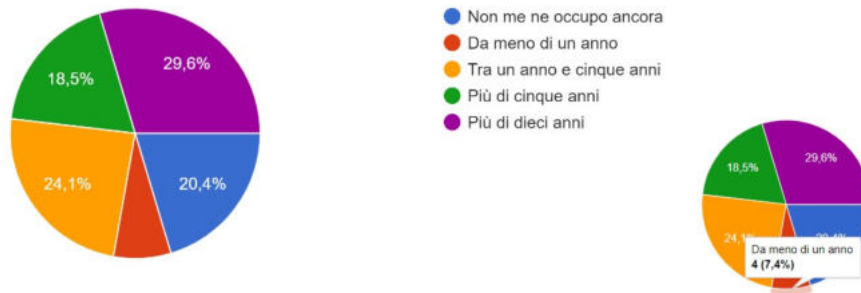 29,6%
18,5%
24,1%
20,4%
Non me ne occupo ancora
Da meno di un anno
Tra un anno e cinque anni
Più di cinque anni
Più di dieci anni
29,6%
18,5%
Da meno di un anno
4 (7,4%)